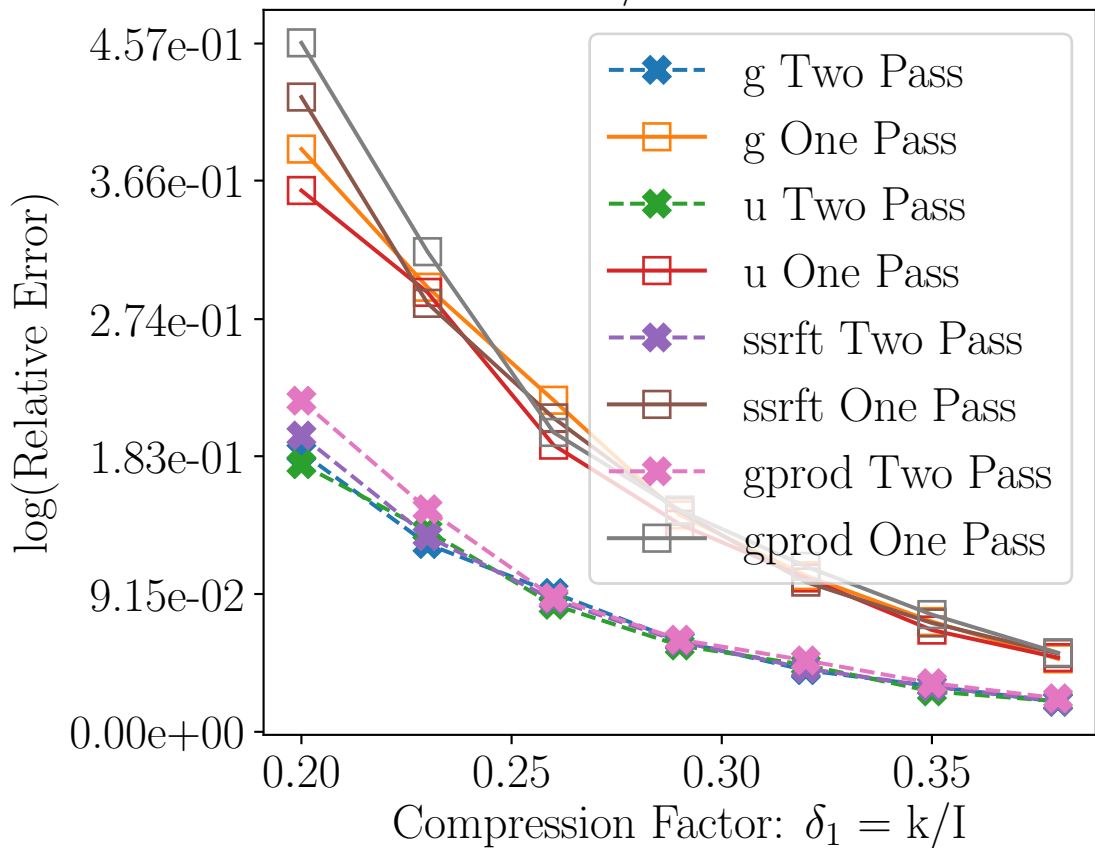 4.57e-01
3.66e-01
2.74e-01
1.83e-01
9.15e-02
0.00e+00
log(Relative Error)
g Two Pass
g One Pass
u Two Pass
u One Pass
ssrft Two Pass
ssrft One Pass
gprod Two Pass
gprod One Pass
0.20 0.25 0.30 0.35
Compression Factor: δ₁ = k/I